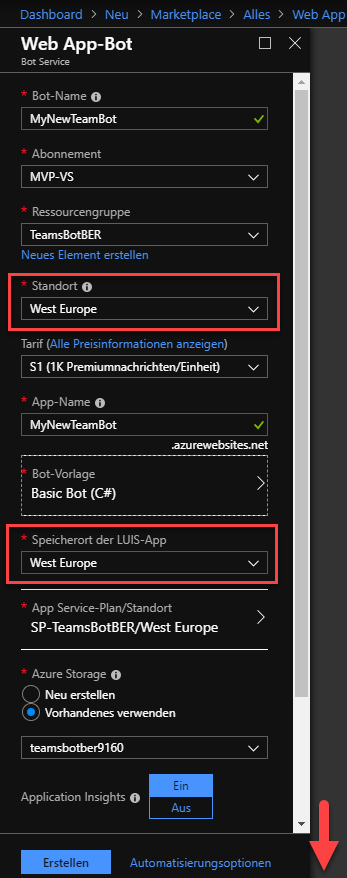 Dashboard > Neu > Marketplace > Alles > Web App
Web App-Bot
Bot Service
* Bot-Name
MyNewTeamBot
* Abonnement
MVP-VS
* Ressourcengruppe
TeamsBotBER
Neues Element erstellen
* Standort
West Europe
Tarif (Alle Preisinformationen anzeigen)
S1 (1K Premiumnachrichten/Einheit)
* App-Name
MyNewTeamBot
.azurewebsites.net
* Bot-Vorlage
Basic Bot (C#)
* Speicherort der LUIS-App
West Europe
* App Service-Plan/Standort
SP-TeamsBotBER/West Europe
* Azure Storage
Neu erstellen
Vorhandenes verwenden
teamsbotber9160
Application Insights
Ein
Aus
Erstellen
Automatisierungsoptionen